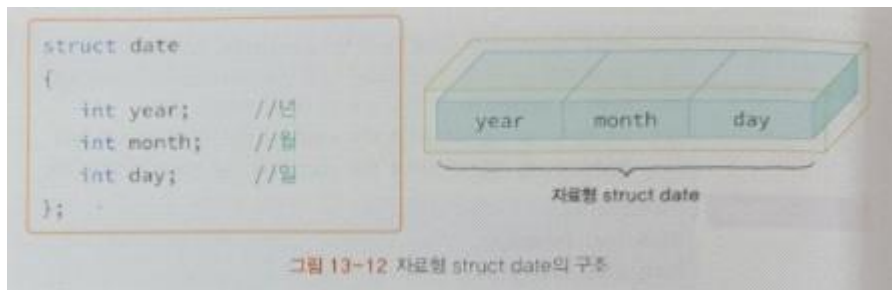 struct date
{
int year; //년
int month; //월
int day; //일
};
year month day
자료형 struct date
그림 13-12 자료형 struct date의 구조